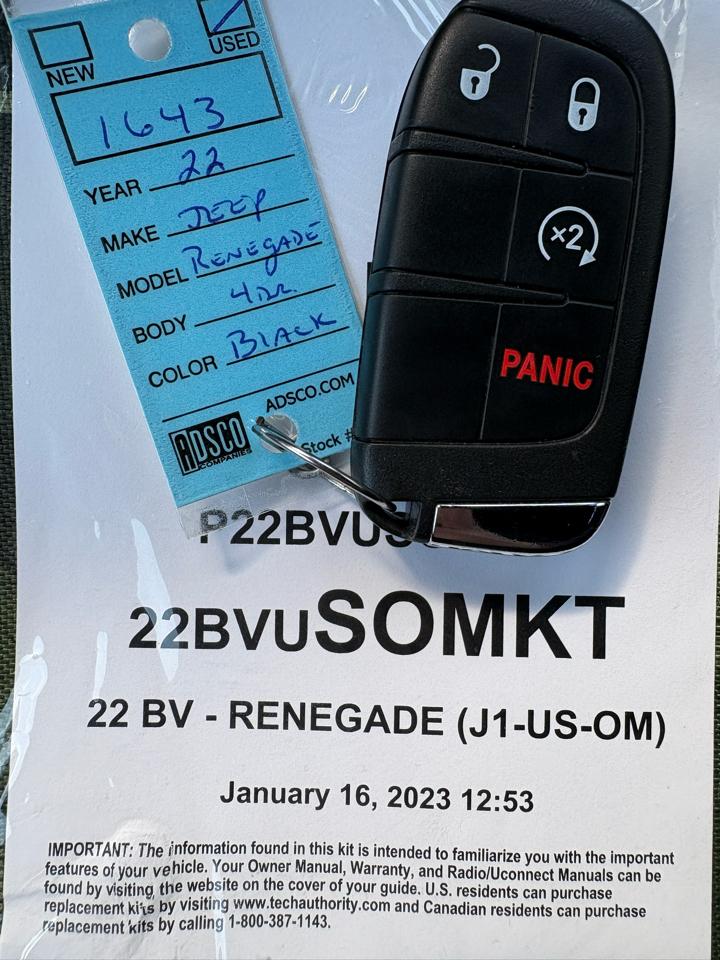 NEW
USED
1643
YEAR 22
MAKE JEEP
MODEL RENEGADE
BODY 4DR.
COLOR BLACK
ADSCO.COM
ADSCO
COMPANIES
Stock #
×2
PANIC
P22BVUS
22BVUSOMKT
22 BV - RENEGADE (J1-US-OM)
January 16, 2023 12:53
IMPORTANT: The information found in this kit is intended to familiarize you with the important
features of your vehicle. Your Owner Manual, Warranty, and Radio/Uconnect Manuals can be
found by visiting the website on the cover of your guide. U.S. residents can purchase
replacement kits by visiting www.techauthority.com and Canadian residents can purchase
replacement kits by calling 1-800-387-1143.